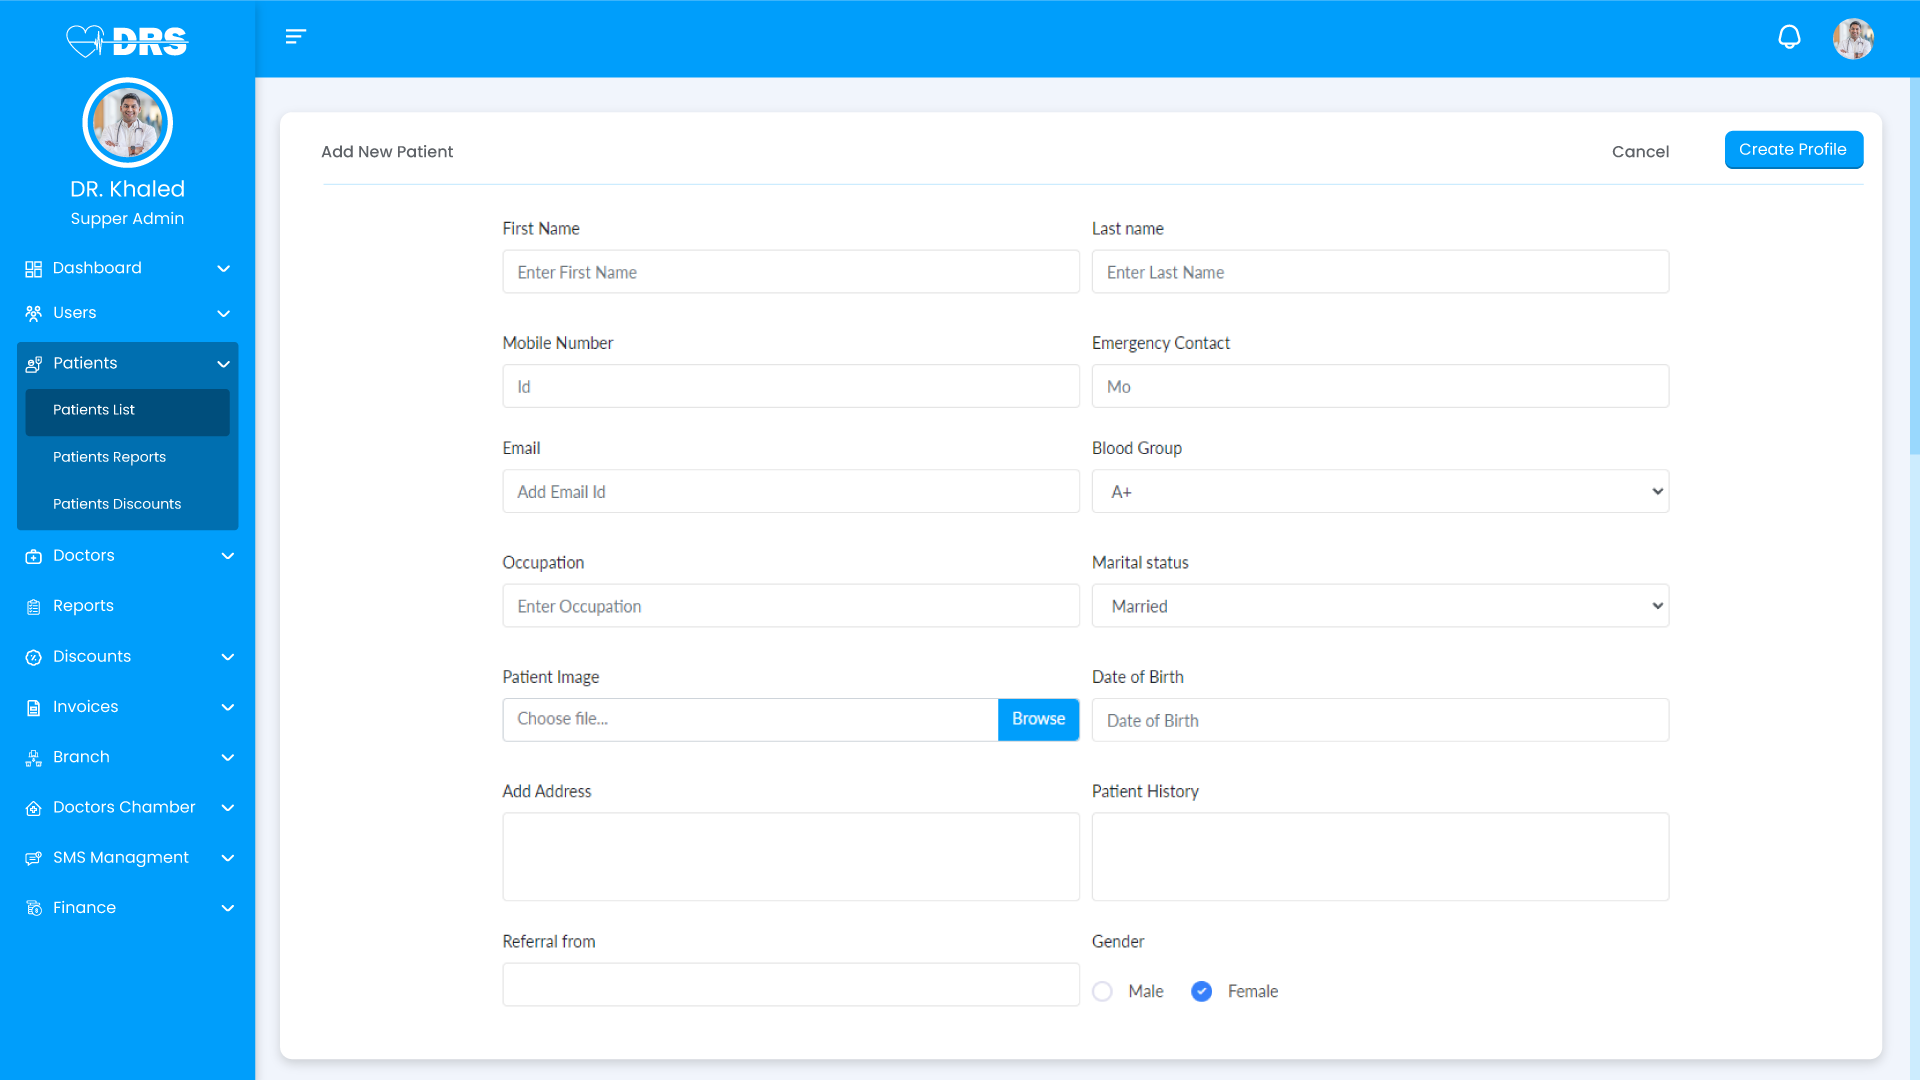 DRS
DR. Khaled
Supper Admin
Dashboard
Users
Patients
Patients List
Patients Reports
Patients Discounts
Doctors
Reports
Discounts
Invoices
Branch
Doctors Chamber
SMS Managment
Finance
Add New Patient
Cancel
Create Profile
First Name
Last name
Enter First Name
Enter Last Name
Mobile Number
Emergency Contact
Id
Mo
Email
Blood Group
Add Email Id
A+
Occupation
Marital status
Enter Occupation
Married
Patient Image
Date of Birth
Choose file...
Browse
Date of Birth
Add Address
Patient History
Referral from
Gender
Male
Female